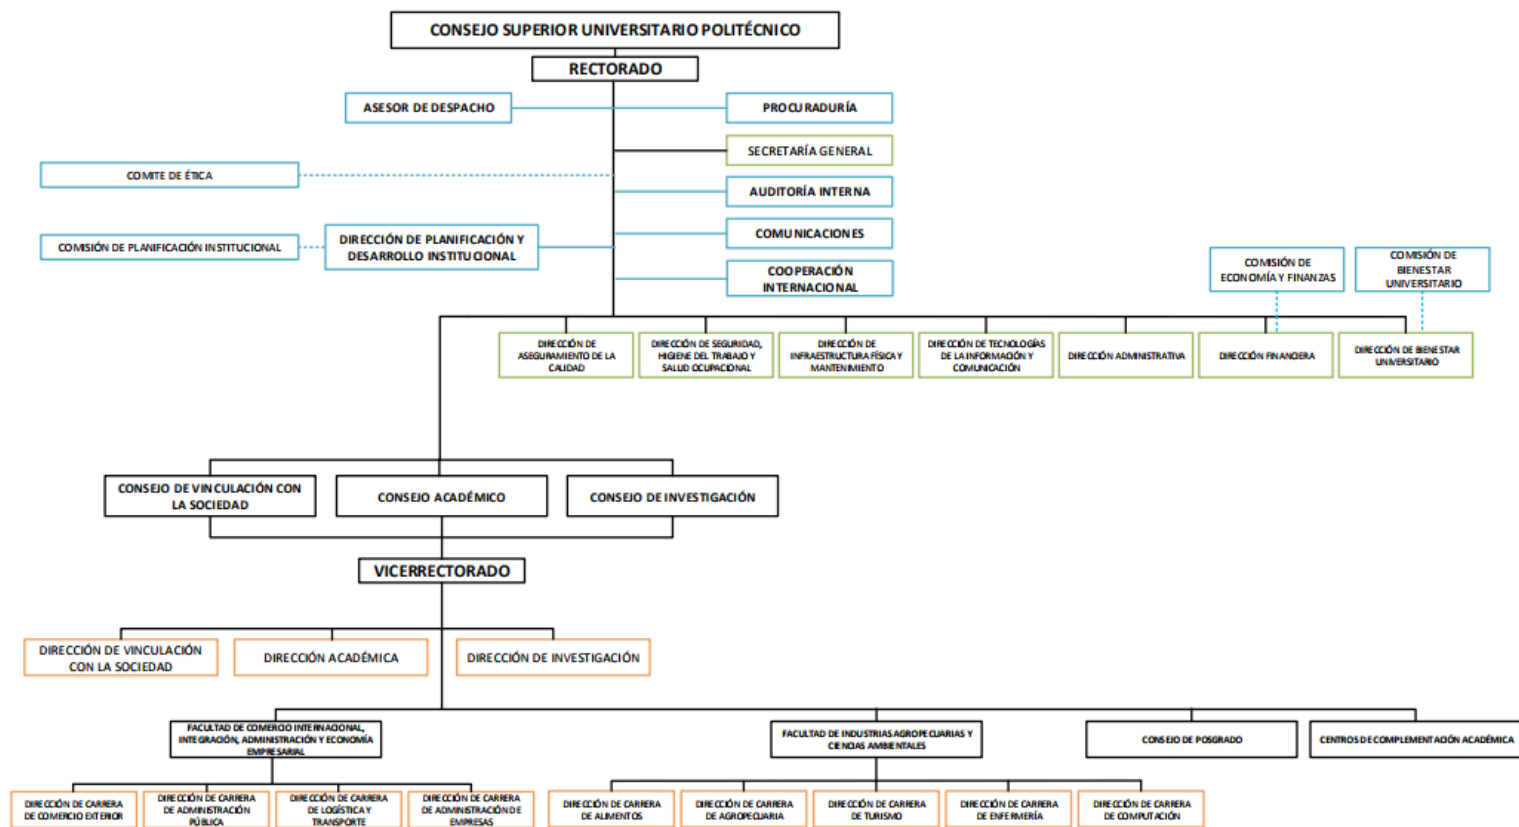 CONSEJO SUPERIOR UNIVERSITARIO POLITÉCNICO
RECTORADO
ASESOR DE DESPACHO
PROCURADURÍA
SECRETARÍA GENERAL
COMITE DE ÉTICA
AUDITORÍA INTERNA
COMUNICACIONES
COMISIÓN DE PLANIFICACIÓN INSTITUCIONAL
DIRECCIÓN DE PLANIFICACIÓN Y
DESARROLLO INSTITUCIONAL
COOPERACIÓN
INTERNACIONAL
COMISIÓN DE
ECONOMÍA Y FINANZAS
COMISIÓN DE
BIENESTAR
UNIVERSITARIO
DIRECCIÓN DE
ASEGURAMIENTO DE LA
CALIDAD
DIRECCIÓN DE SEGURIDAD,
HIGIENE DEL TRABAJO Y
SALUD OCUPACIONAL
DIRECCIÓN DE
INFRAESTRUCTURA FÍSICA Y
MANTENIMIENTO
DIRECCIÓN DE TECNOLOGÍAS
DE LA INFORMACIÓN Y
COMUNICACIÓN
DIRECCIÓN ADMINISTRATIVA
DIRECCIÓN FINANCIERA
DIRECCIÓN DE BIENESTAR
UNIVERSITARIO
CONSEJO DE VINCULACIÓN CON
LA SOCIEDAD
CONSEJO ACADÉMICO
CONSEJO DE INVESTIGACIÓN
VICERRECTORADO
DIRECCIÓN DE VINCULACIÓN
CON LA SOCIEDAD
DIRECCIÓN ACADÉMICA
DIRECCIÓN DE INVESTIGACIÓN
FACULTAD DE COMERCIO INTERNACIONAL,
INTEGRACIÓN, ADMINISTRACIÓN Y ECONOMÍA
EMPRESARIAL
FACULTAD DE INDUSTRIAS AGROPECUARIAS Y
CIENCIAS AMBIENTALES
CONSEJO DE POSGRADO
CENTROS DE COMPLEMENTACIÓN ACADÉMICA
DIRECCIÓN DE CARRERA
DE COMERCIO EXTERIOR
DIRECCIÓN DE CARRERA
DE ADMINISTRACIÓN
PÚBLICA
DIRECCIÓN DE CARRERA
DE LOGÍSTICA Y
TRANSPORTE
DIRECCIÓN DE CARRERA
DE ADMINISTRACIÓN DE
EMPRESAS
DIRECCIÓN DE CARRERA
DE ALIMENTOS
DIRECCIÓN DE CARRERA
DE AGROPECUARIA
DIRECCIÓN DE CARRERA
DE TURISMO
DIRECCIÓN DE CARRERA
DE ENFERMERÍA
DIRECCIÓN DE CARRERA
DE COMPUTACIÓN